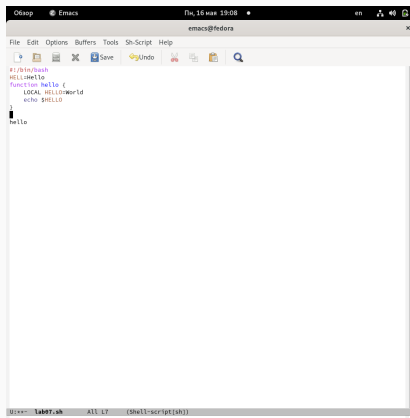 Обзор Emacs Пн, 16 мая 19:08 en
emacs@fedora ×
File Edit Options Buffers Tools Sh-Script Help
Save Undo
#!/bin/bash
HELL=Hello
function hello {
    LOCAL HELLO=World
    echo $HELLO
}
hello
U:**- lab07.sh All L7 (Shell-script[sh])